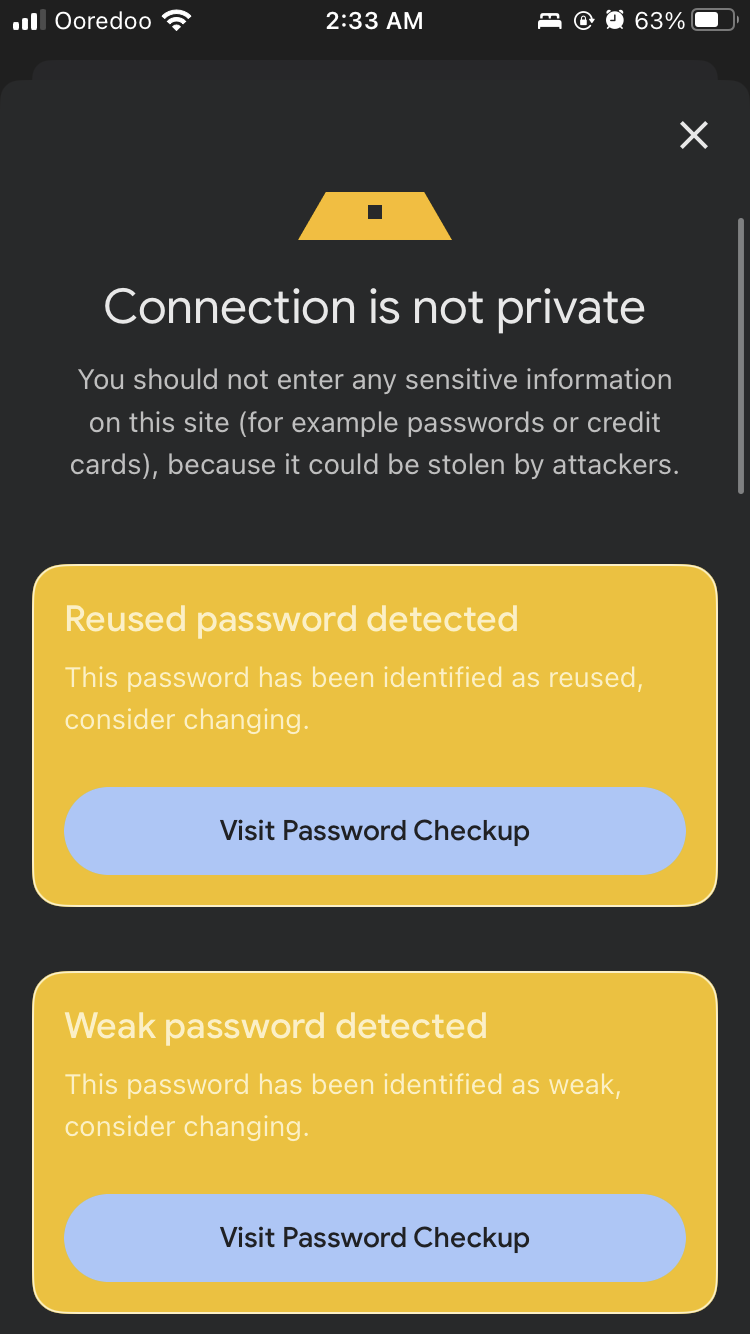 Ooredoo 2:33 AM 63%
Connection is not private
You should not enter any sensitive information
on this site (for example passwords or credit
cards), because it could be stolen by attackers.
Reused password detected
This password has been identified as reused,
consider changing.
Visit Password Checkup
Weak password detected
This password has been identified as weak,
consider changing.
Visit Password Checkup